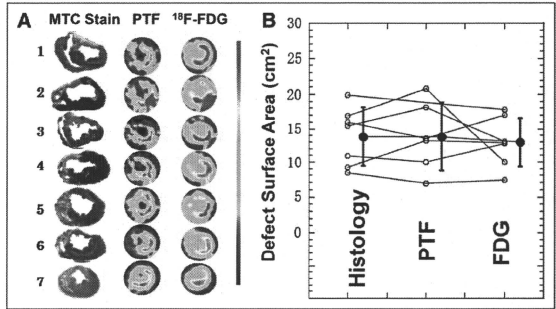 A MTC Stain PTF ¹⁸F-FDG
1
2
3
4
5
6
7
B
Defect Surface Area (cm²)
30
25
20
15
10
5
0
Histology
PTF
FDG